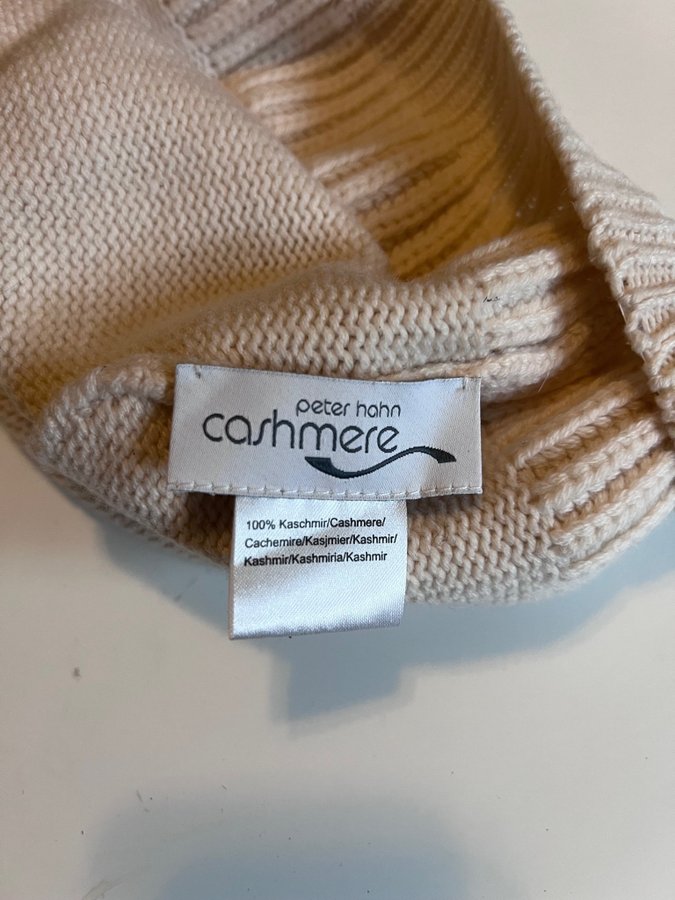 peter hahn
cashmere
100% Kaschmir/Cashmere/
Cachemire/Kasjmier/Kashmir/
Kashmir/Kashmiria/Kashmir